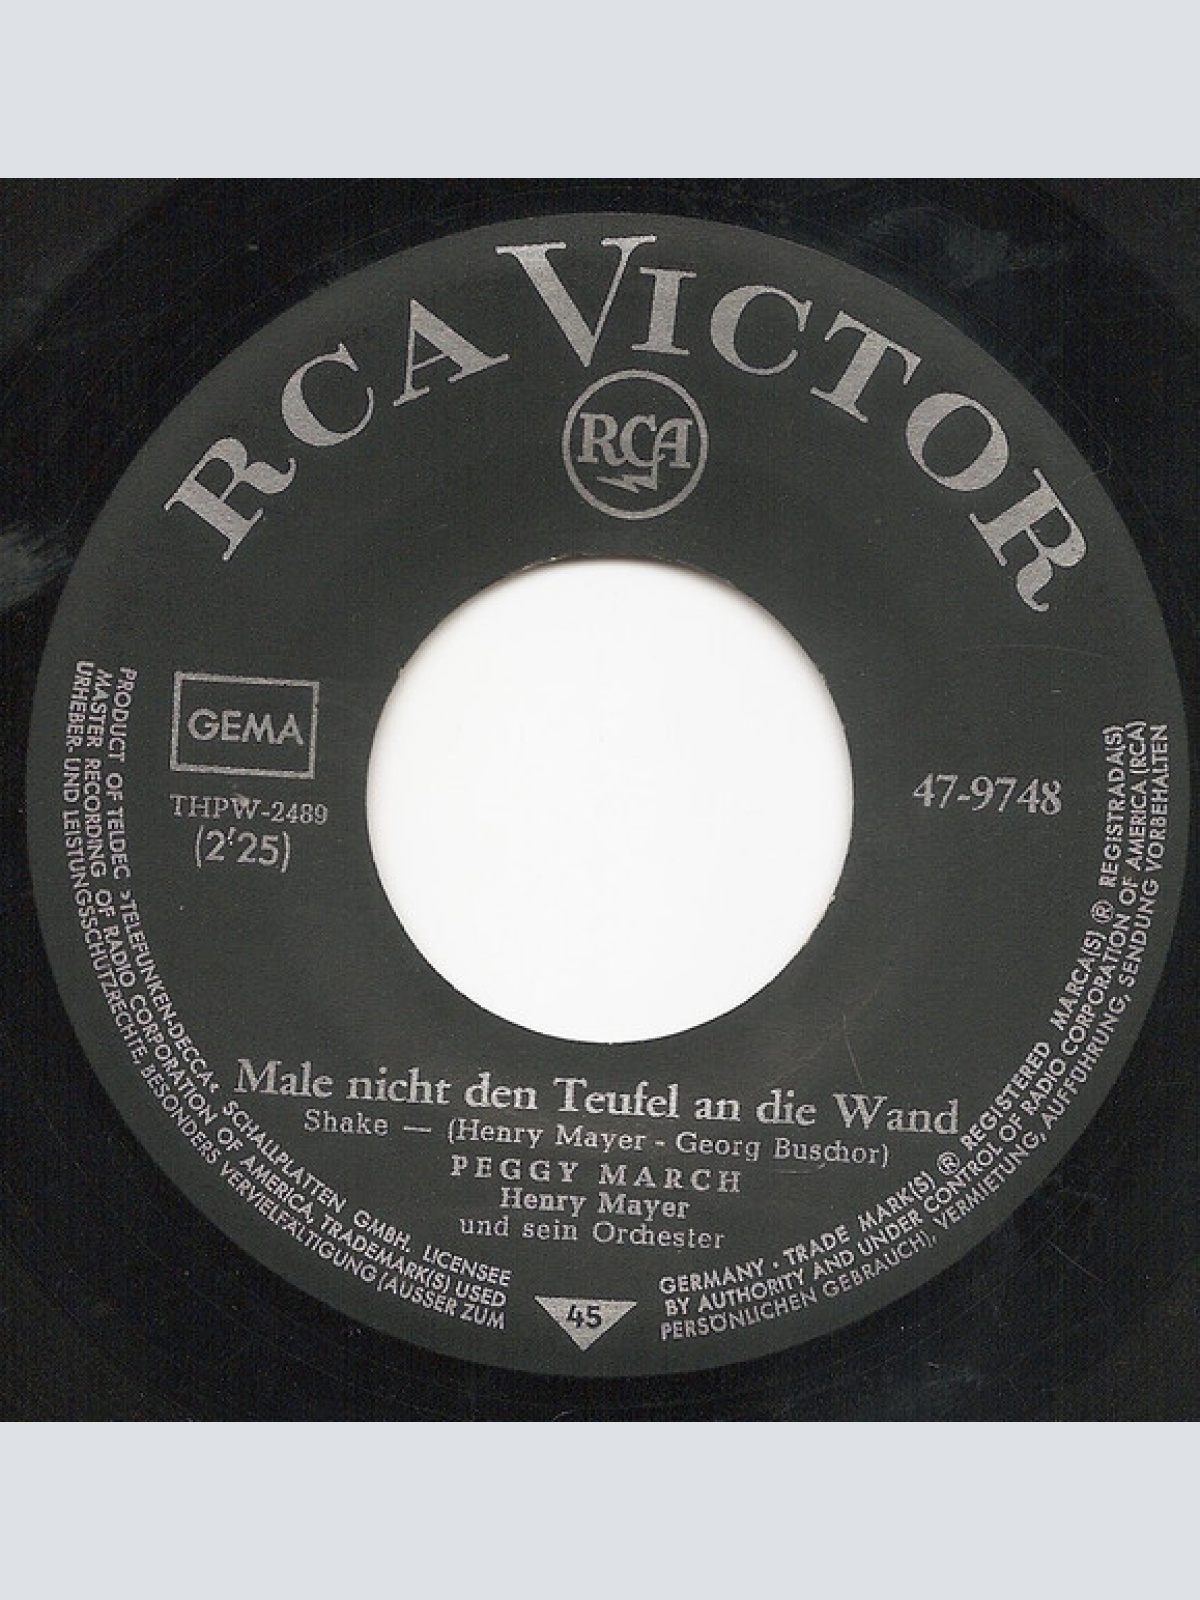 RCA VICTOR
RCA
GEMA
THPW-2489
(2'25)
47-9748
Male nicht den Teufel an die Wand
Shake — (Henry Mayer - Georg Buschor)
PEGGY MARCH
Henry Mayer
und sein Orchester
45
PRODUCT OF TELDEC »TELEFUNKEN-DECCA« SCHALLPLATTEN GMBH. LICENSEE
MASTER RECORDING OF RADIO CORPORATION OF AMERICA, TRADEMARK(S) USED
URHEBER- UND LEISTUNGSSCHUTZRECHTE, BESONDERS VERVIELFÄLTIGUNG (AUSSER ZUM
GERMANY · TRADE MARK(S) ® REGISTERED MARCA(S) ® REGISTRADA(S)
BY AUTHORITY AND UNDER CONTROL OF RADIO CORPORATION OF AMERICA (RCA)
PERSÖNLICHEN GEBRAUCH), VERMIETUNG, AUFFÜHRUNG, SENDUNG VORBEHALTEN